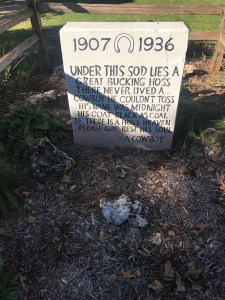 1907 1936
UNDER THIS SOD LIES A
GREAT BUCKING HOSS
THERE NEVER LIVED A...
COWBOY HE COULDN'T TOSS
HIS NAME WAS MIDNIGHT
HIS COAT BLACK AS COAL
IF THERE IS A HOSS HEAVEN
PLEASE GOD REST HIS SOUL
A COWBOY